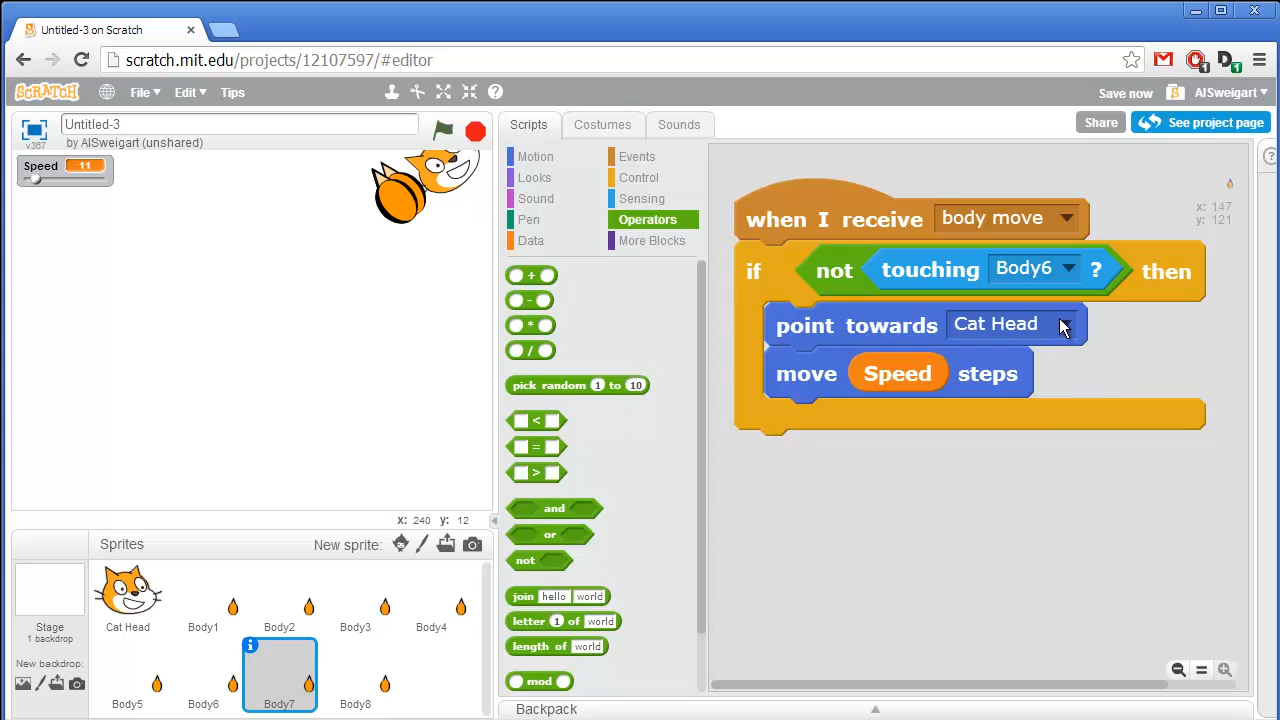 Untitled-3 on Scratch
scratch.mit.edu/projects/12107597/#editor
1
1
SCRATCH
File
Edit
Tips
Save now
AlSweigart
Untitled-3
by AlSweigart (unshared)
v387
Scripts
Costumes
Sounds
Share
See project page
Speed 11
Motion
Looks
Sound
Pen
Data
Events
Control
Sensing
Operators
More Blocks
+
-
*
/
pick random 1 to 10
<
=
>
and
or
not
join hello world
letter 1 of world
length of world
mod
when I receive body move
if not touching Body6 ? then
point towards Cat Head
move Speed steps
x: 147
y: 121
?
x: 240 y: 12
Sprites
New sprite:
Stage
1 backdrop
New backdrop:
Cat Head
Body1
Body2
Body3
Body4
Body5
Body6
Body7
Body8
Backpack